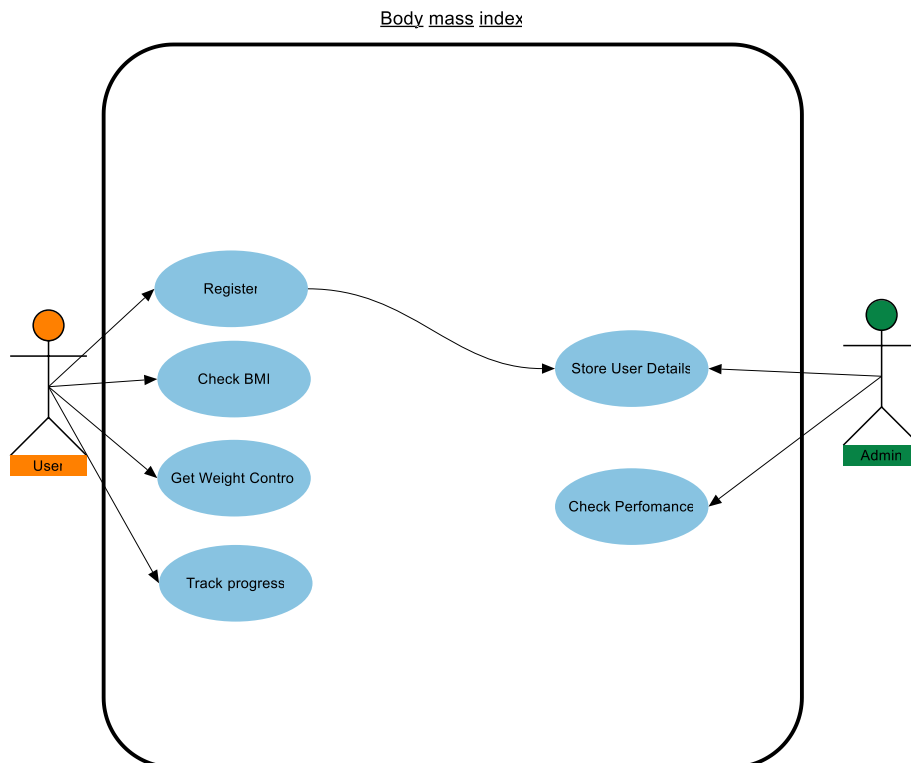 Body mass index
Register
Check BMI
Get Weight Contro
Track progress
Store User Details
Check Perfomance
User
Admin